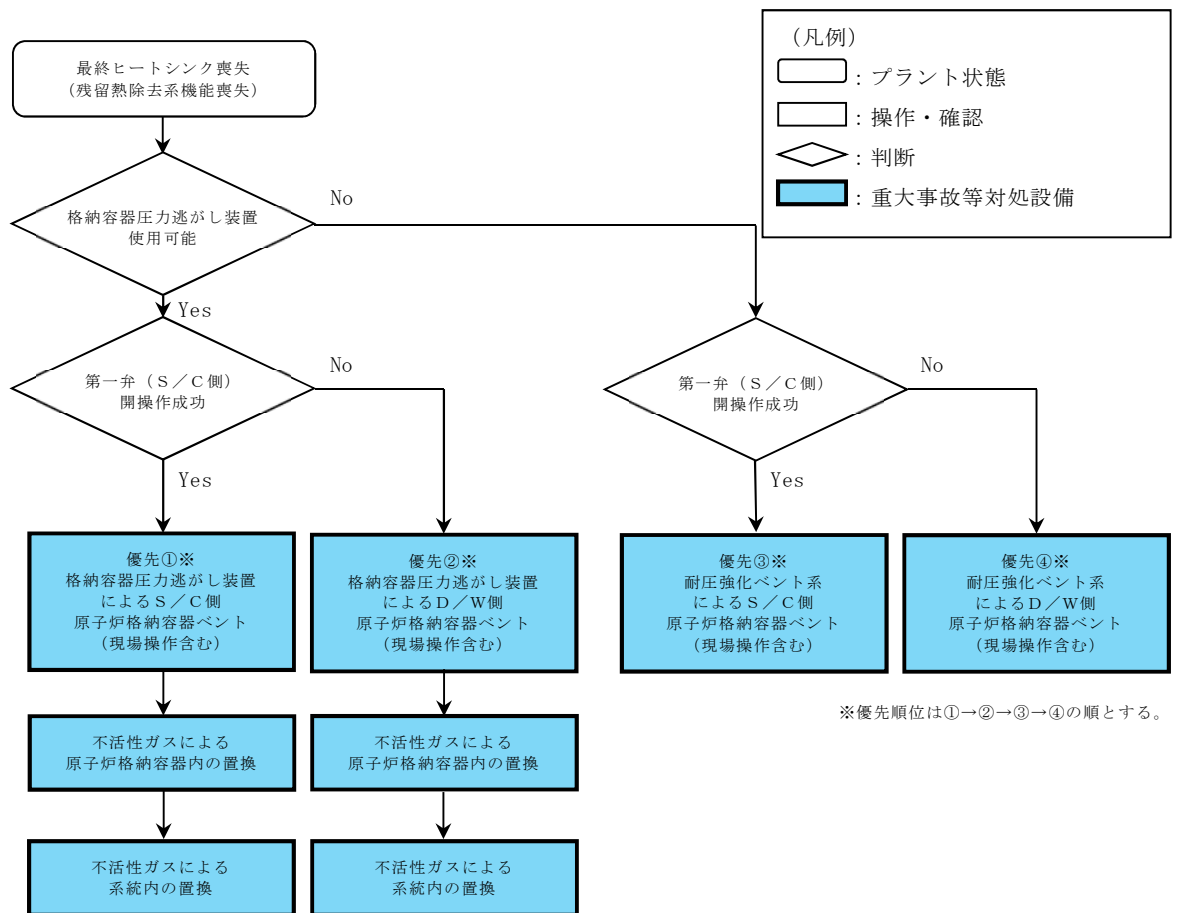 最終ヒートシンク喪失
（残留熱除去系機能喪失）
（凡例）
：プラント状態
：操作・確認
：判断
：重大事故等対処設備
格納容器圧力逃がし装置
使用可能
No
Yes
第一弁（Ｓ／Ｃ側）
開操作成功
No
Yes
第一弁（Ｓ／Ｃ側）
開操作成功
No
Yes
優先①※
格納容器圧力逃がし装置
によるＳ／Ｃ側
原子炉格納容器ベント
（現場操作含む）
優先②※
格納容器圧力逃がし装置
によるＤ／Ｗ側
原子炉格納容器ベント
（現場操作含む）
優先③※
耐圧強化ベント系
によるＳ／Ｃ側
原子炉格納容器ベント
（現場操作含む）
優先④※
耐圧強化ベント系
によるＤ／Ｗ側
原子炉格納容器ベント
（現場操作含む）
※優先順位は①→②→③→④の順とする。
不活性ガスによる
原子炉格納容器内の置換
不活性ガスによる
原子炉格納容器内の置換
不活性ガスによる
系統内の置換
不活性ガスによる
系統内の置換